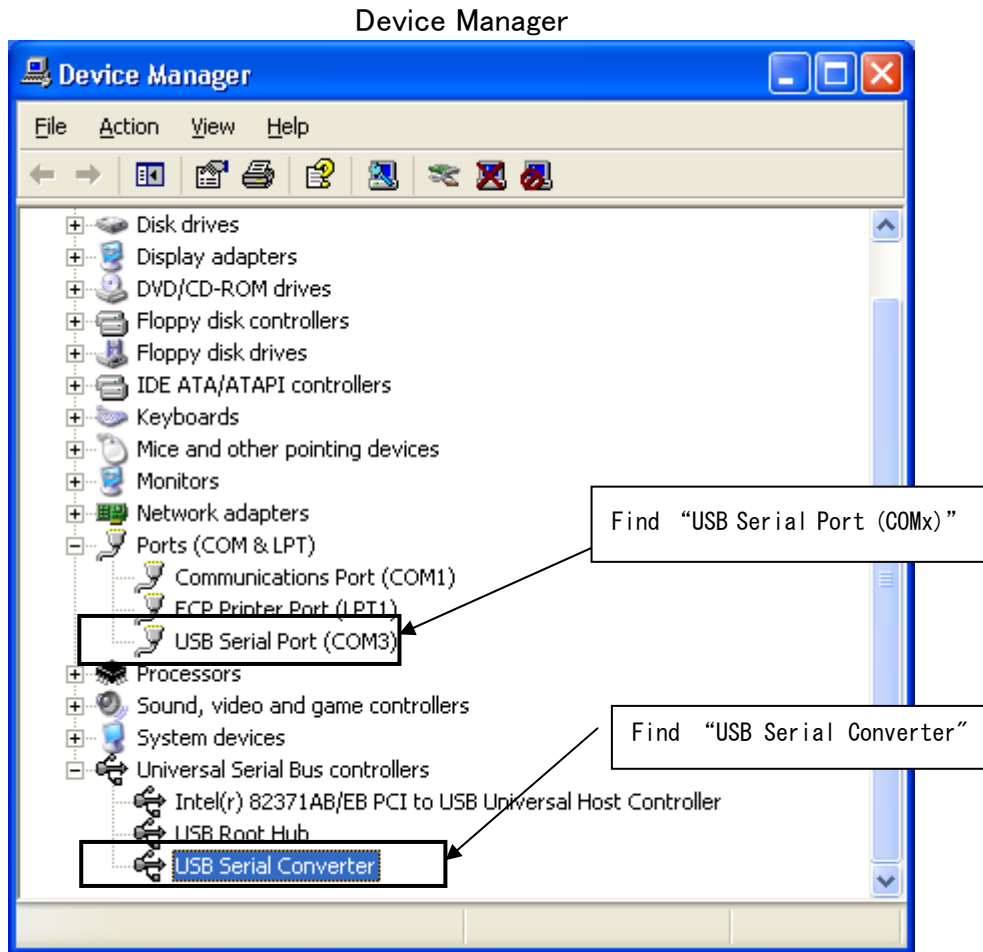 Device Manager
Device Manager
File Action View Help
Disk drives
Display adapters
DVD/CD-ROM drives
Floppy disk controllers
Floppy disk drives
IDE ATA/ATAPI controllers
Keyboards
Mice and other pointing devices
Monitors
Network adapters
Find “USB Serial Port (COMx)”
Ports (COM & LPT)
Communications Port (COM1)
ECP Printer Port (LPT1)
USB Serial Port (COM3)
Processors
Sound, video and game controllers
Find “USB Serial Converter”
System devices
Universal Serial Bus controllers
Intel(r) 82371AB/EB PCI to USB Universal Host Controller
USB Root Hub
USB Serial Converter